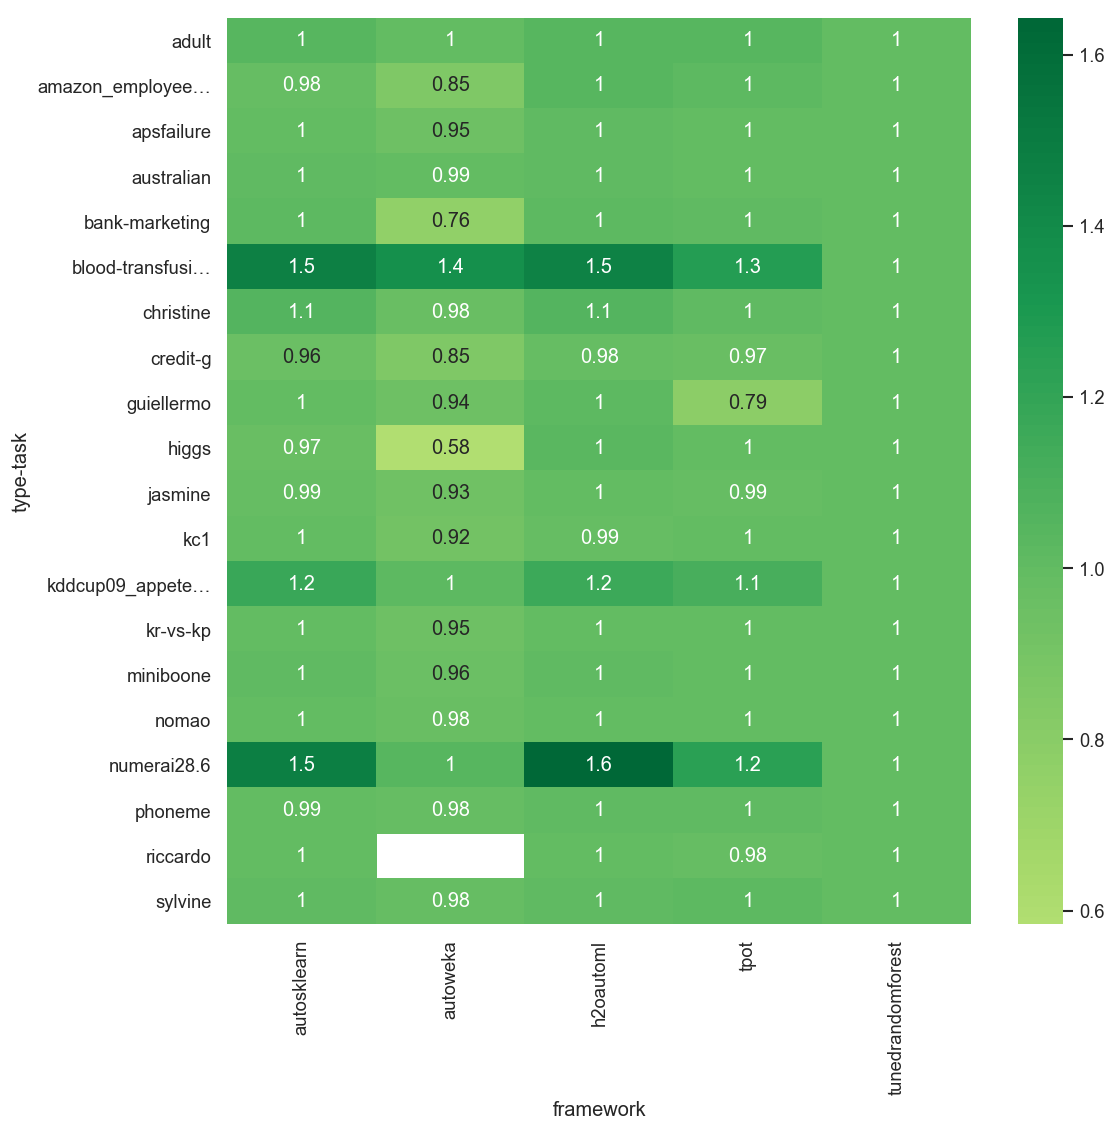 adult 1 1 1 1 1
amazon_employee… 0.98 0.85 1 1 1
apsfailure 1 0.95 1 1 1
australian 1 0.99 1 1 1
bank-marketing 1 0.76 1 1 1
blood-transfusi… 1.5 1.4 1.5 1.3 1
christine 1.1 0.98 1.1 1 1
credit-g 0.96 0.85 0.98 0.97 1
guiellermo 1 0.94 1 0.79 1
higgs 0.97 0.58 1 1 1
jasmine 0.99 0.93 1 0.99 1
kc1 1 0.92 0.99 1 1
kddcup09_appete… 1.2 1 1.2 1.1 1
kr-vs-kp 1 0.95 1 1 1
miniboone 1 0.96 1 1 1
nomao 1 0.98 1 1 1
numerai28.6 1.5 1 1.6 1.2 1
phoneme 0.99 0.98 1 1 1
riccardo 1 1 0.98 1
sylvine 1 0.98 1 1 1
type-task
autosklearn
autoweka
h2oautoml
tpot
tunedrandomforest
framework
1.6
1.4
1.2
1.0
0.8
0.6